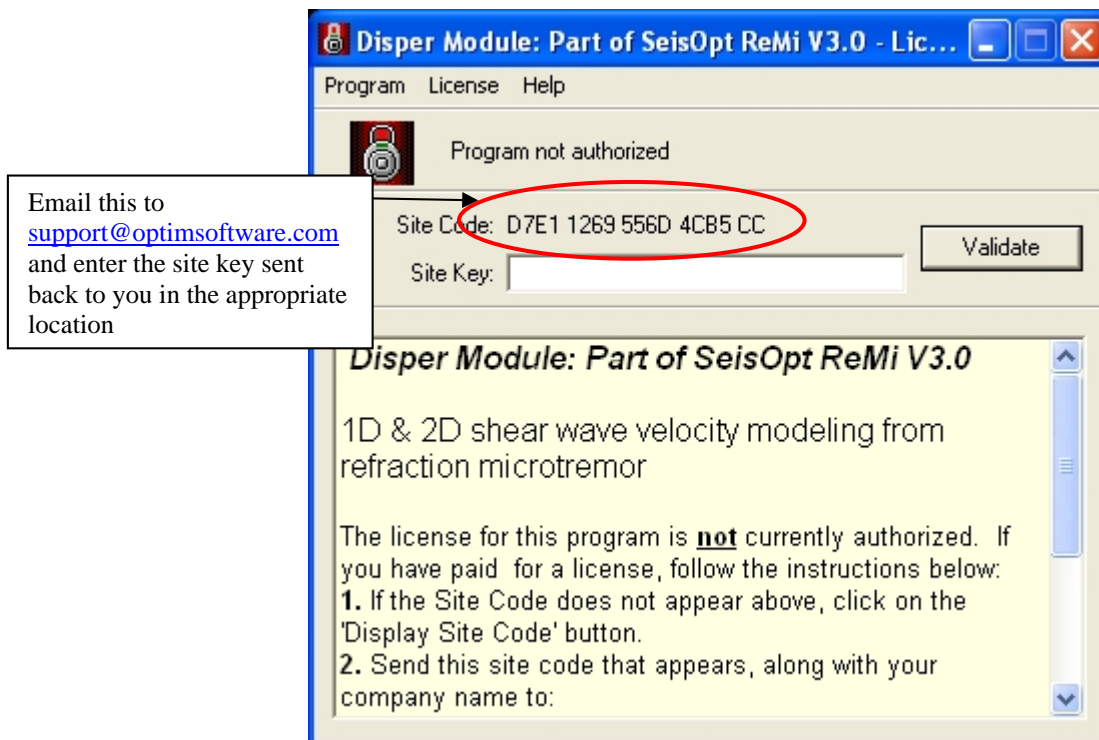 Disper Module: Part of SeisOpt ReMi V3.0 - Lic...
Program License Help
Program not authorized
Email this to
support@optimsoftware.com
and enter the site key sent
back to you in the appropriate
location
Site Code: D7E1 1269 556D 4CB5 CC
Validate
Site Key:
Disper Module: Part of SeisOpt ReMi V3.0
1D & 2D shear wave velocity modeling from
refraction microtremor
The license for this program is not currently authorized. If
you have paid for a license, follow the instructions below:
1. If the Site Code does not appear above, click on the
'Display Site Code' button.
2. Send this site code that appears, along with your
company name to: